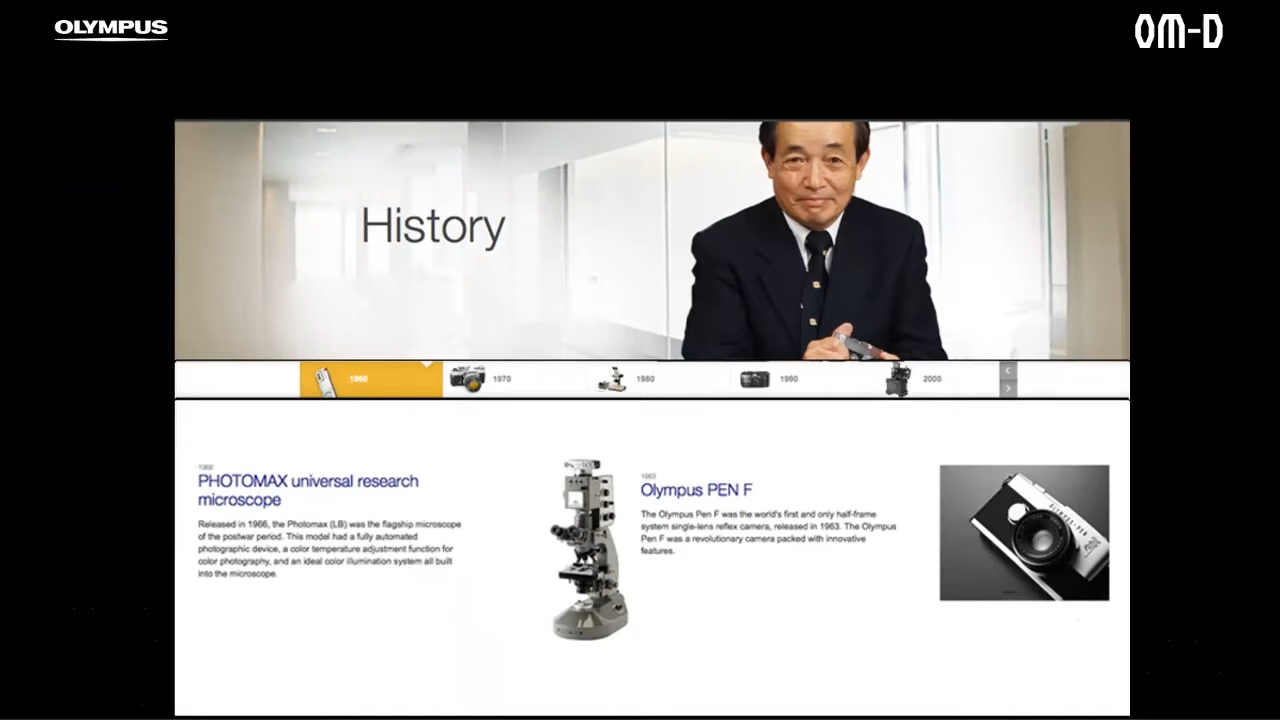 OLYMPUS
OM-D
History
1960
1970
1980
1990
2000
1966
PHOTOMAX universal research
microscope
Released in 1966, the Photomax (LB) was the flagship microscope
of the postwar period. This model had a fully automated
photographic device, a color temperature adjustment function for
color photography, and an ideal color illumination system all built
into the microscope.
1963
Olympus PEN F
The Olympus Pen F was the world's first and only half-frame
system single-lens reflex camera, released in 1963. The Olympus
Pen F was a revolutionary camera packed with innovative
features.
OLYMPUS-PEN